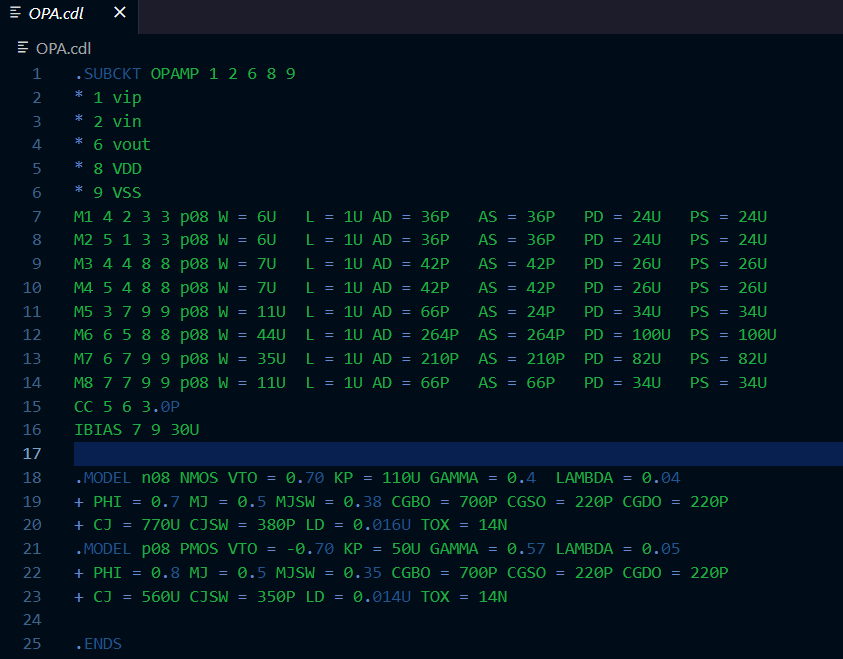 OPA.cdl
OPA.cdl
1 .SUBCKT OPAMP 1 2 6 8 9
2 * 1 vip
3 * 2 vin
4 * 6 vout
5 * 8 VDD
6 * 9 VSS
7 M1 4 2 3 3 p08 W = 6U L = 1U AD = 36P AS = 36P PD = 24U PS = 24U
8 M2 5 1 3 3 p08 W = 6U L = 1U AD = 36P AS = 36P PD = 24U PS = 24U
9 M3 4 4 8 8 p08 W = 7U L = 1U AD = 42P AS = 42P PD = 26U PS = 26U
10 M4 5 4 8 8 p08 W = 7U L = 1U AD = 42P AS = 42P PD = 26U PS = 26U
11 M5 3 7 9 9 p08 W = 11U L = 1U AD = 66P AS = 24P PD = 34U PS = 34U
12 M6 6 5 8 8 p08 W = 44U L = 1U AD = 264P AS = 264P PD = 100U PS = 100U
13 M7 6 7 9 9 p08 W = 35U L = 1U AD = 210P AS = 210P PD = 82U PS = 82U
14 M8 7 7 9 9 p08 W = 11U L = 1U AD = 66P AS = 66P PD = 34U PS = 34U
15 CC 5 6 3.0P
16 IBIAS 7 9 30U
17
18 .MODEL n08 NMOS VTO = 0.70 KP = 110U GAMMA = 0.4 LAMBDA = 0.04
19 + PHI = 0.7 MJ = 0.5 MJSW = 0.38 CGBO = 700P CGSO = 220P CGDO = 220P
20 + CJ = 770U CJSW = 380P LD = 0.016U TOX = 14N
21 .MODEL p08 PMOS VTO = -0.70 KP = 50U GAMMA = 0.57 LAMBDA = 0.05
22 + PHI = 0.8 MJ = 0.5 MJSW = 0.35 CGBO = 700P CGSO = 220P CGDO = 220P
23 + CJ = 560U CJSW = 350P LD = 0.014U TOX = 14N
24
25 .ENDS